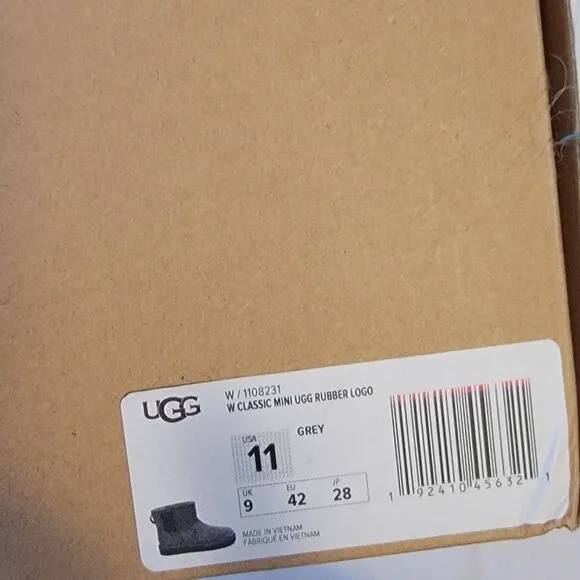 UGG
W / 1108231
W CLASSIC MINI UGG RUBBER LOGO
GREY
USA
11
UK EU JP
9 42 28
MADE IN VIETNAM
FABRIQUÉ EN VIETNAM
1 92410 45632 1